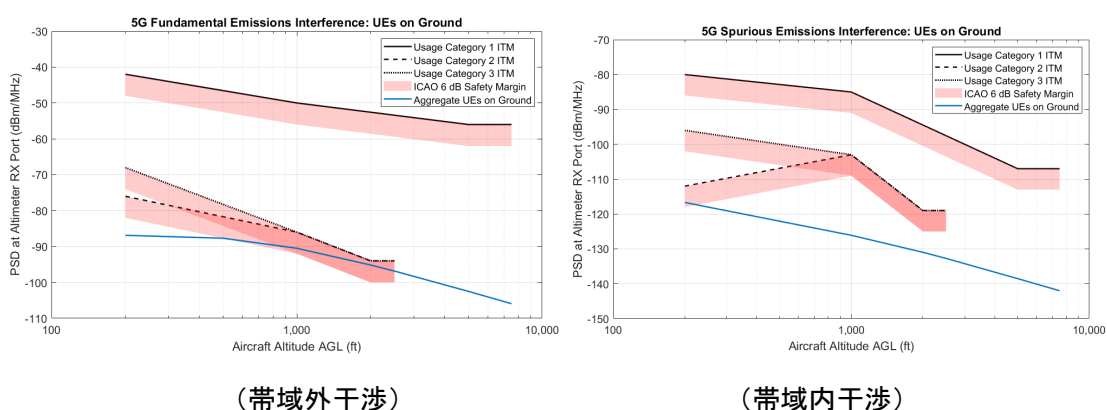 5G Fundamental Emissions Interference: UEs on Ground
-30
-40
-50
-60
-70
-80
-90
-100
-110
PSD at Altimeter RX Port (dBm/MHz)
Usage Category 1 ITM
Usage Category 2 ITM
Usage Category 3 ITM
ICAO 6 dB Safety Margin
Aggregate UEs on Ground
100
1,000
10,000
Aircraft Altitude AGL (ft)
(帯域外干渉)
5G Spurious Emissions Interference: UEs on Ground
-70
-80
-90
-100
-110
-120
-130
-140
-150
PSD at Altimeter RX Port (dBm/MHz)
Usage Category 1 ITM
Usage Category 2 ITM
Usage Category 3 ITM
ICAO 6 dB Safety Margin
Aggregate UEs on Ground
100
1,000
10,000
Aircraft Altitude AGL (ft)
(帯域内干渉)